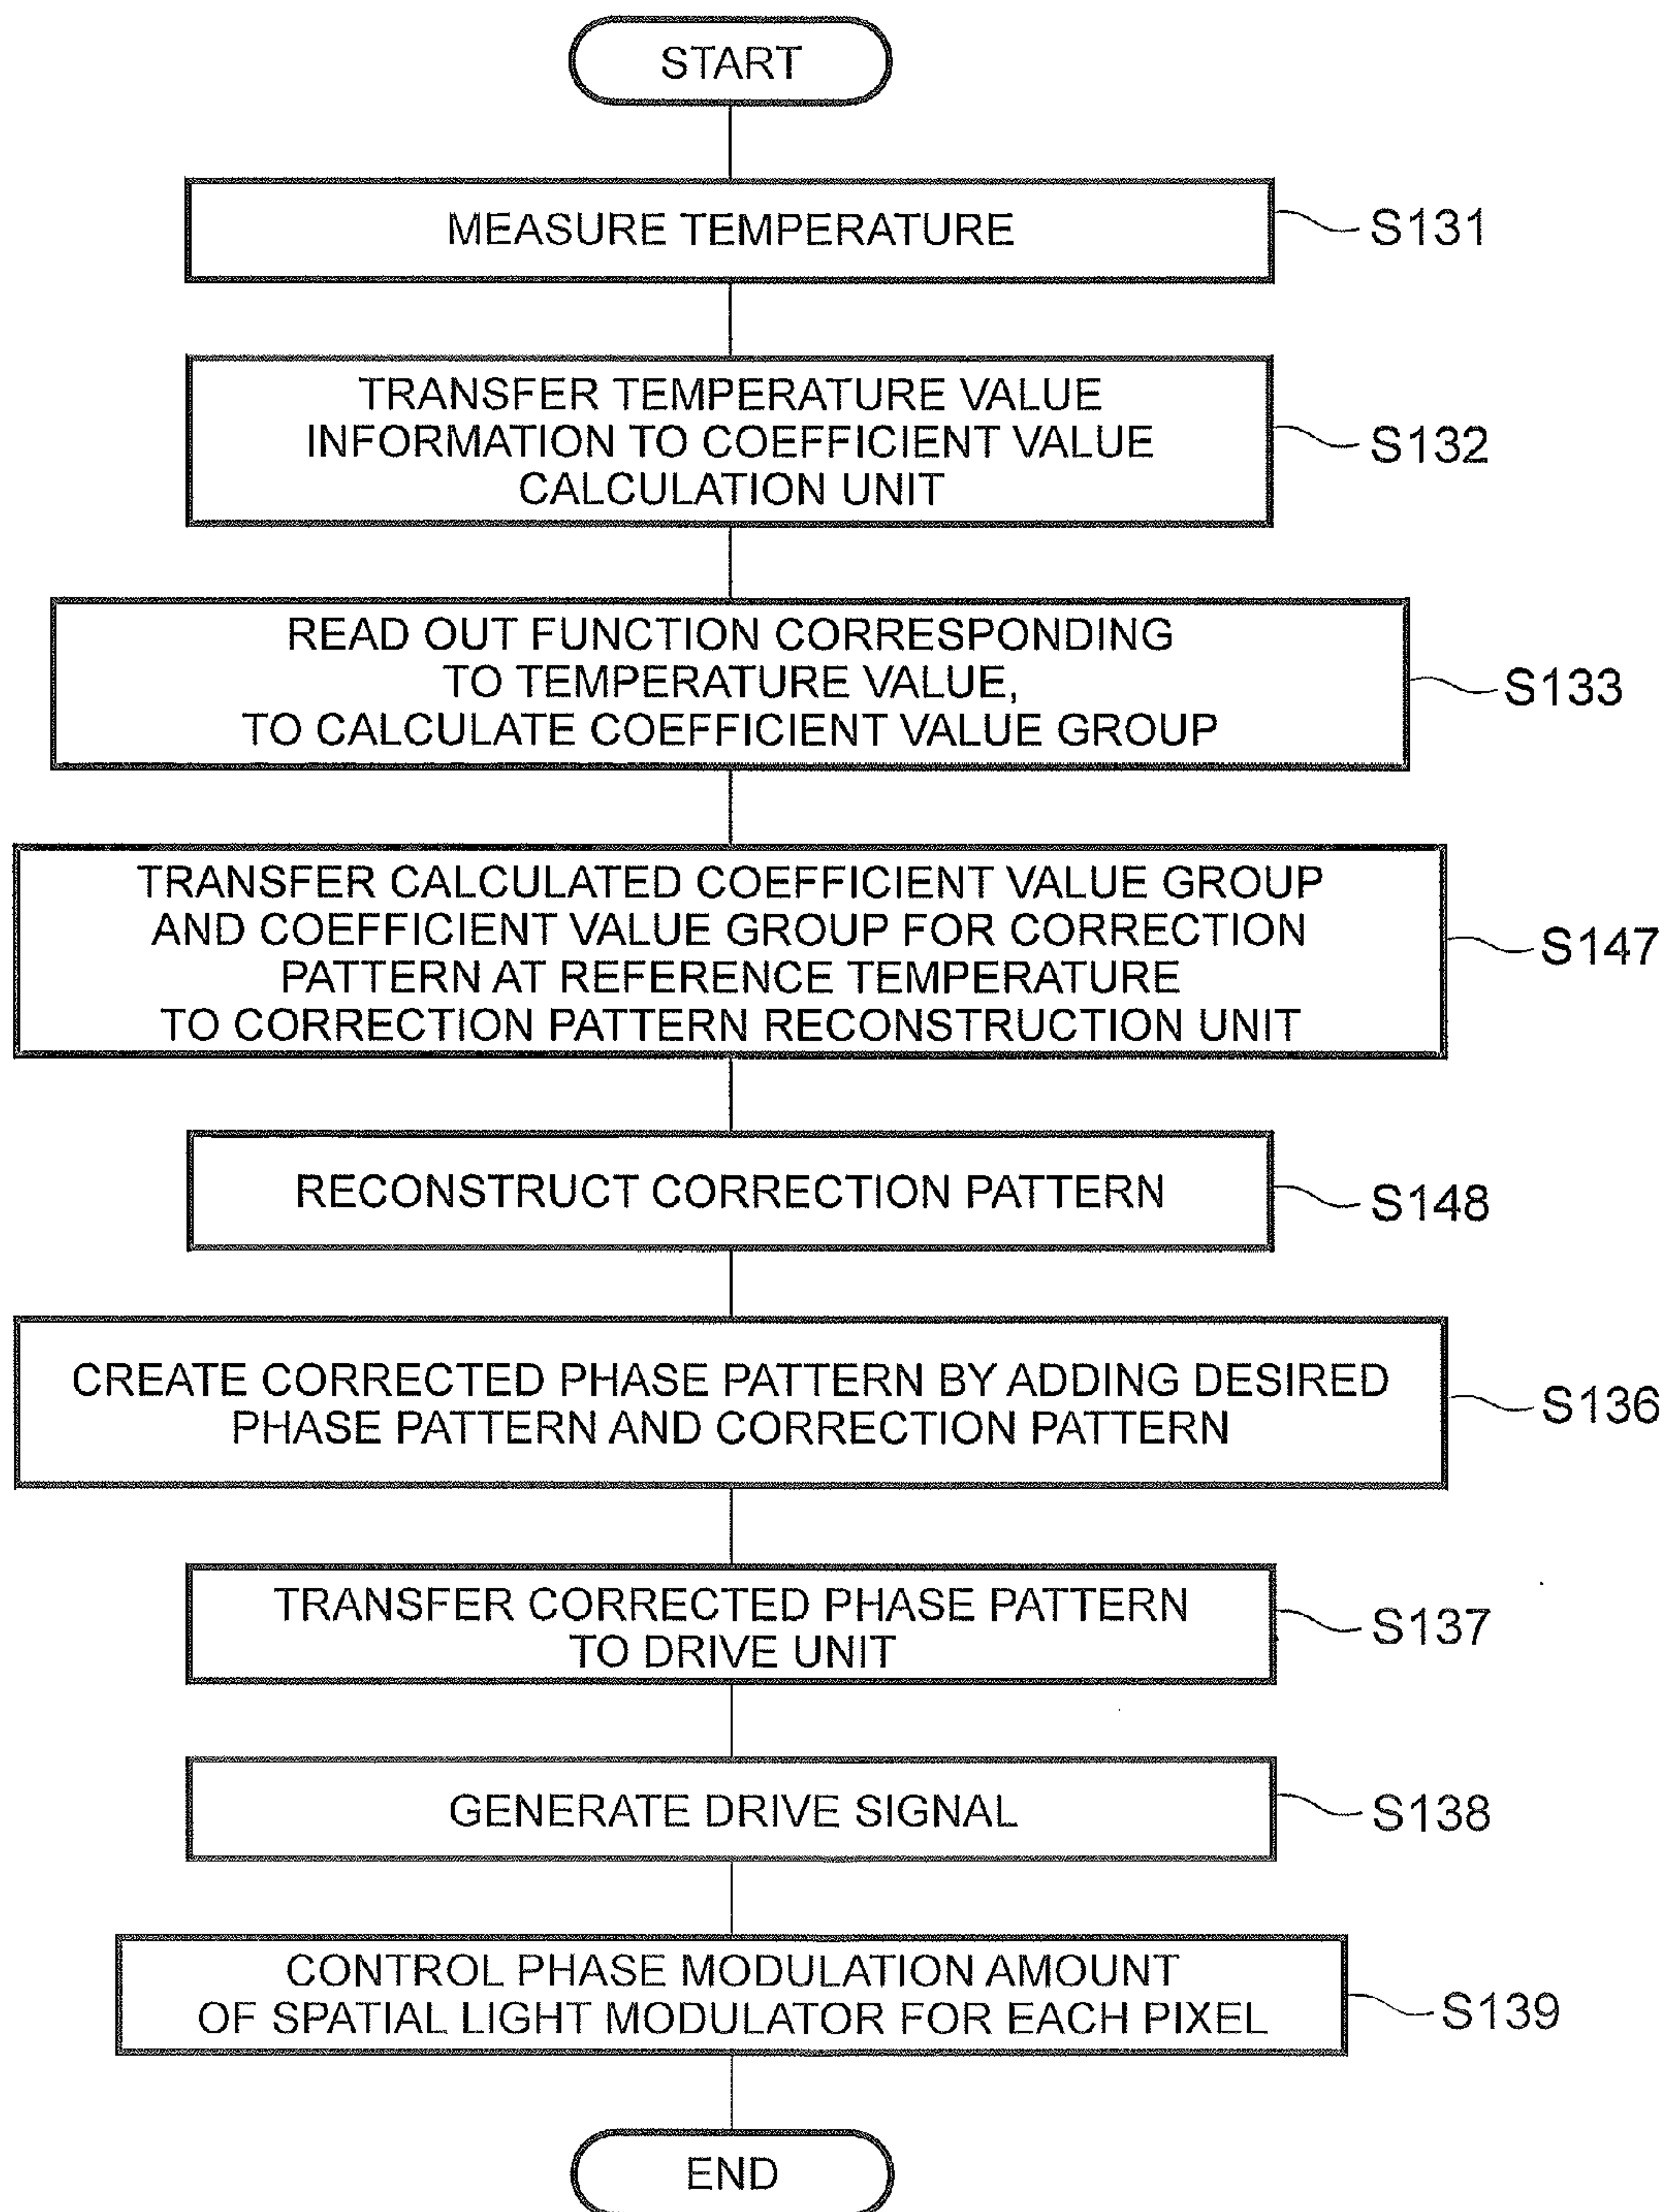 START
MEASURE TEMPERATURE
S131
TRANSFER TEMPERATURE VALUE
INFORMATION TO COEFFICIENT VALUE
CALCULATION UNIT
S132
READ OUT FUNCTION CORRESPONDING
TO TEMPERATURE VALUE,
TO CALCULATE COEFFICIENT VALUE GROUP
S133
TRANSFER CALCULATED COEFFICIENT VALUE GROUP
AND COEFFICIENT VALUE GROUP FOR CORRECTION
PATTERN AT REFERENCE TEMPERATURE
TO CORRECTION PATTERN RECONSTRUCTION UNIT
S147
RECONSTRUCT CORRECTION PATTERN
S148
CREATE CORRECTED PHASE PATTERN BY ADDING DESIRED
PHASE PATTERN AND CORRECTION PATTERN
S136
TRANSFER CORRECTED PHASE PATTERN
TO DRIVE UNIT
S137
GENERATE DRIVE SIGNAL
S138
CONTROL PHASE MODULATION AMOUNT
OF SPATIAL LIGHT MODULATOR FOR EACH PIXEL
S139
END